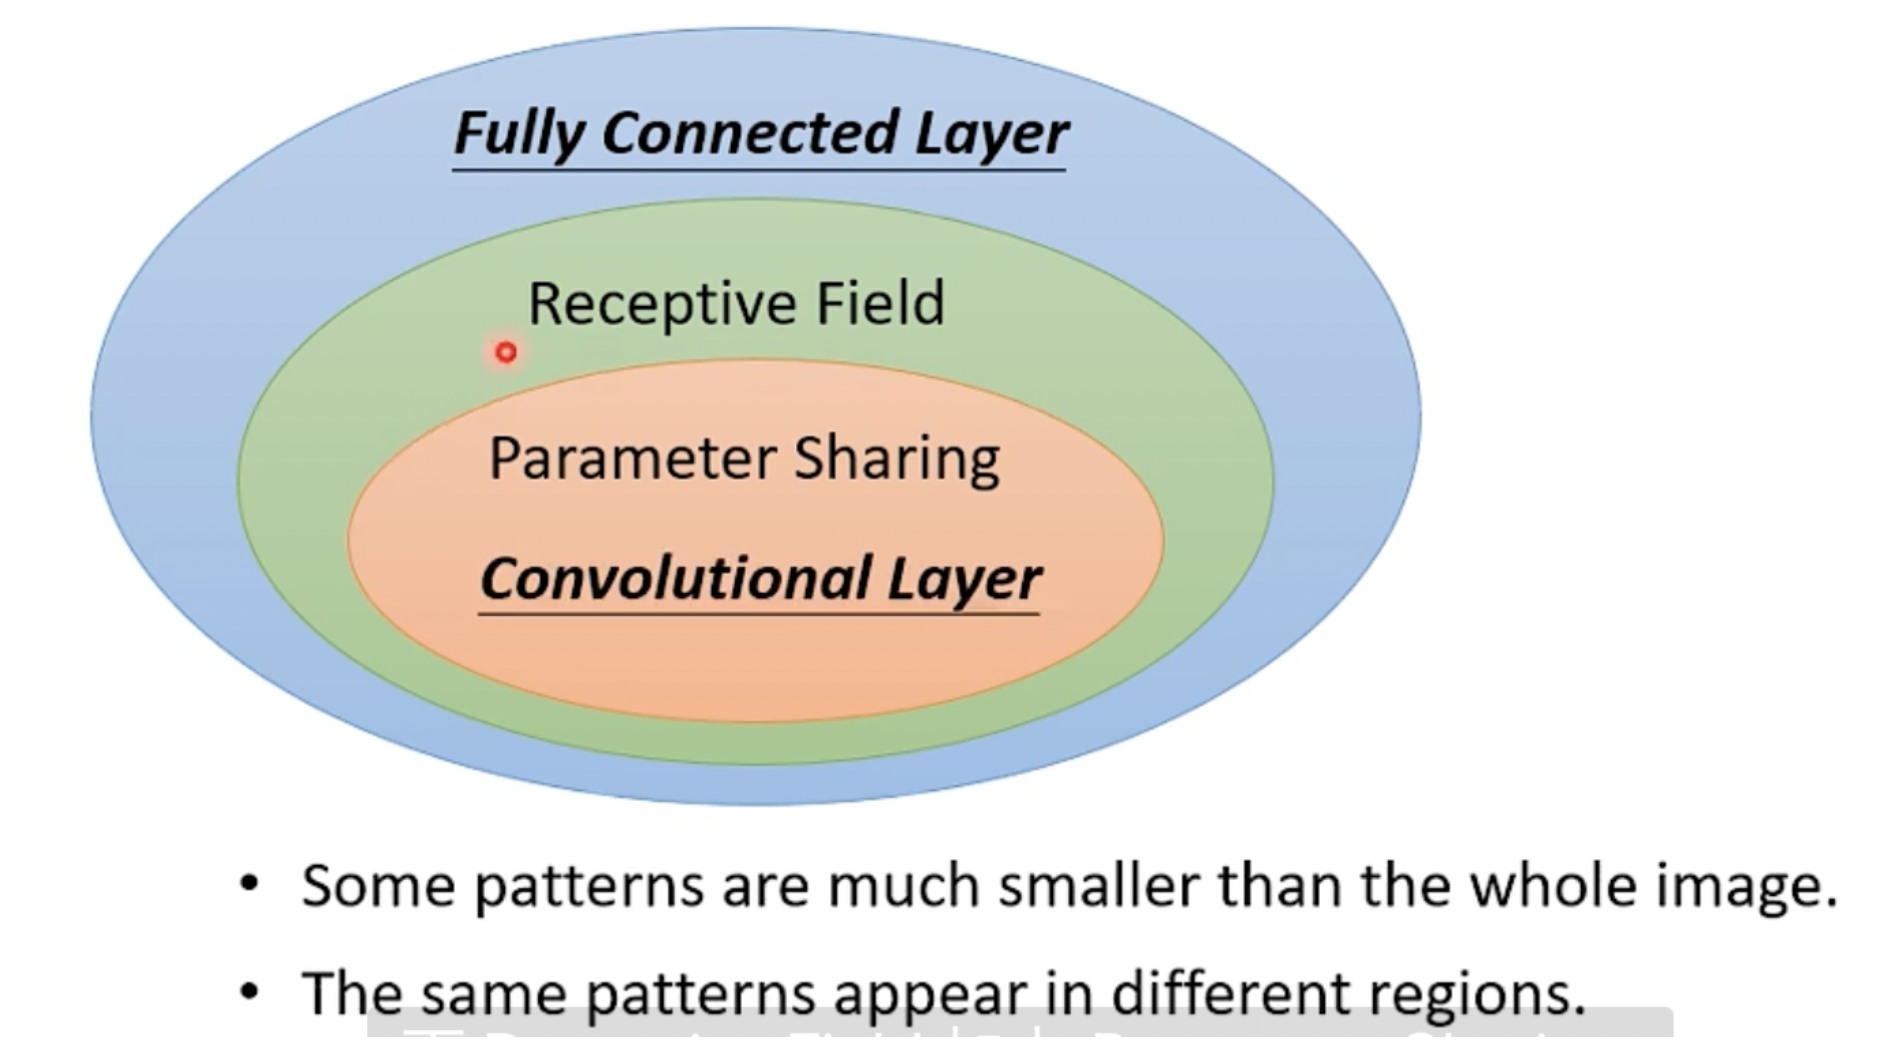 Fully Connected Layer
Receptive Field
Parameter Sharing
Convolutional Layer
• Some patterns are much smaller than the whole image.
• The same patterns appear in different regions.